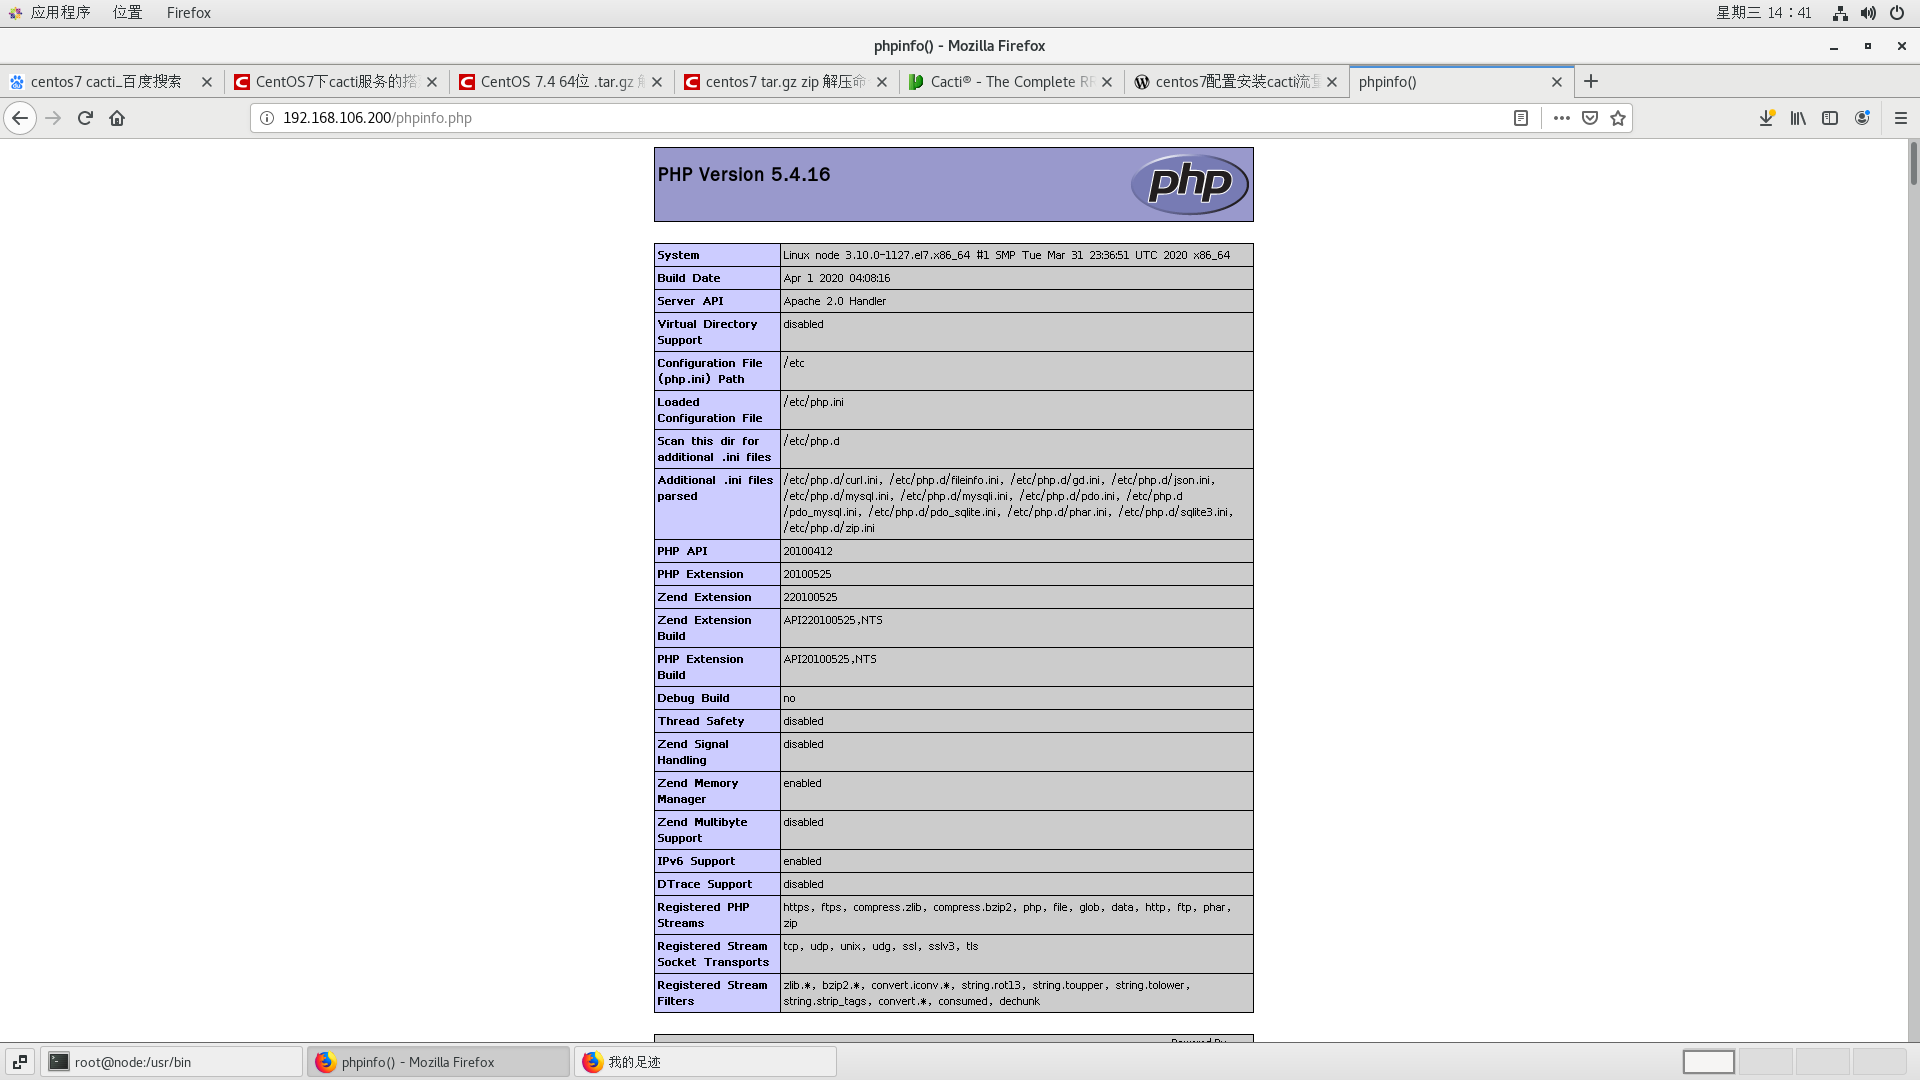 应用程序 位置 Firefox 星期三 14：41
phpinfo() - Mozilla Firefox
centos7 cacti_百度搜索 CentOS7下cacti服务的搭 CentOS 7.4 64位 .tar.gz 解 centos7 tar.gz zip 解压命 Cacti® - The Complete RR centos7配置安装cacti流量 phpinfo()
192.168.106.200/phpinfo.php
PHP Version 5.4.16
php
System Linux node 3.10.0-1127.el7.x86_64 #1 SMP Tue Mar 31 23:36:51 UTC 2020 x86_64
Build Date Apr 1 2020 04:08:16
Server API Apache 2.0 Handler
Virtual Directory disabled
Support
Configuration File /etc
(php.ini) Path
Loaded /etc/php.ini
Configuration File
Scan this dir for /etc/php.d
additional .ini files
Additional .ini files /etc/php.d/curl.ini, /etc/php.d/fileinfo.ini, /etc/php.d/gd.ini, /etc/php.d/json.ini,
parsed /etc/php.d/mysql.ini, /etc/php.d/mysqli.ini, /etc/php.d/pdo.ini, /etc/php.d
/pdo_mysql.ini, /etc/php.d/pdo_sqlite.ini, /etc/php.d/phar.ini, /etc/php.d/sqlite3.ini,
/etc/php.d/zip.ini
PHP API 20100412
PHP Extension 20100525
Zend Extension 220100525
Zend Extension API220100525,NTS
Build
PHP Extension API20100525,NTS
Build
Debug Build no
Thread Safety disabled
Zend Signal disabled
Handling
Zend Memory enabled
Manager
Zend Multibyte disabled
Support
IPv6 Support enabled
DTrace Support disabled
Registered PHP https, ftps, compress.zlib, compress.bzip2, php, file, glob, data, http, ftp, phar,
Streams zip
Registered Stream tcp, udp, unix, udg, ssl, sslv3, tls
Socket Transports
Registered Stream zlib.*, bzip2.*, convert.iconv.*, string.rot13, string.toupper, string.tolower,
Filters string.strip_tags, convert.*, consumed, dechunk
Powered By
root@node:/usr/bin phpinfo() - Mozilla Firefox 我的足迹